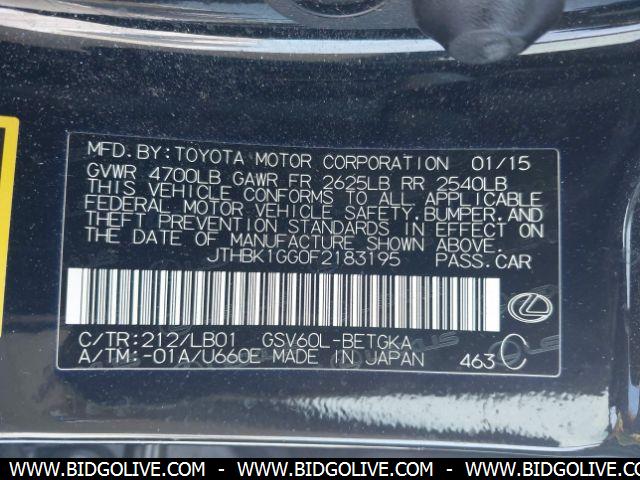 MFD. BY: TOYOTA MOTOR CORPORATION 01/15
GVWR 4700LB GAWR FR 2625LB RR 2540LB
THIS VEHICLE CONFORMS TO ALL APPLICABLE
FEDERAL MOTOR VEHICLE SAFETY, BUMPER, AND
THEFT PREVENTION STANDARDS IN EFFECT ON
THE DATE OF MANUFACTURE SHOWN ABOVE.
JTHBK1GG0F2183195 PASS. CAR
C/TR: 212/LB01 GSV60L-BETGKA
A/TM: -01A/U660E MADE IN JAPAN 463 C
WWW.BIDGOLIVE.COM - WWW.BIDGOLIVE.COM - WWW.BIDGOLIVE.COM